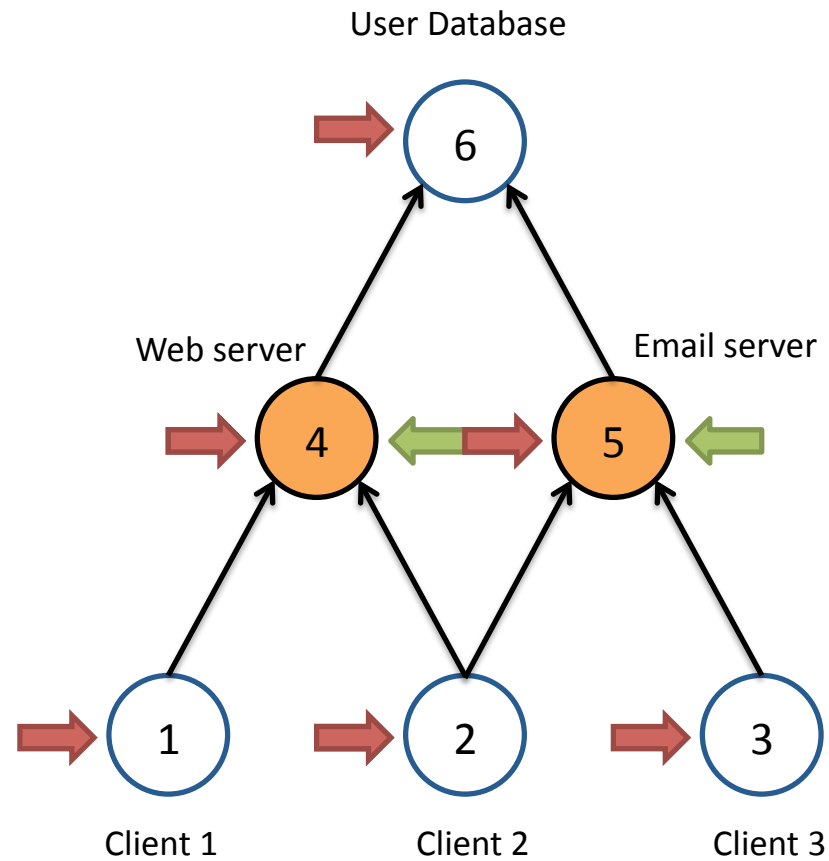 User Database
6
Web server
Email server
4
5
1
2
3
Client 1
Client 2
Client 3